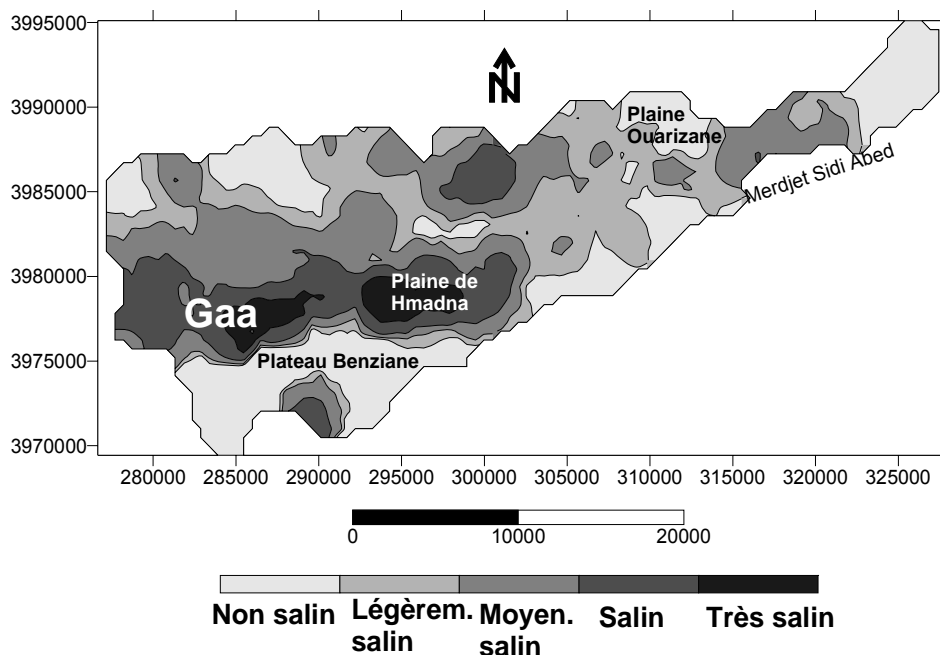 3995000
3990000
3985000
3980000
3975000
3970000
N
Plaine
Ouarizane
Merdjet Sidi Abed
Plaine de
Hmadna
Gaa
Plateau Benziane
280000 285000 290000 295000 300000 305000 310000 315000 320000 325000
0 10000 20000
Non salin
Légèrem.
salin
Moyen.
salin
Salin
Très salin